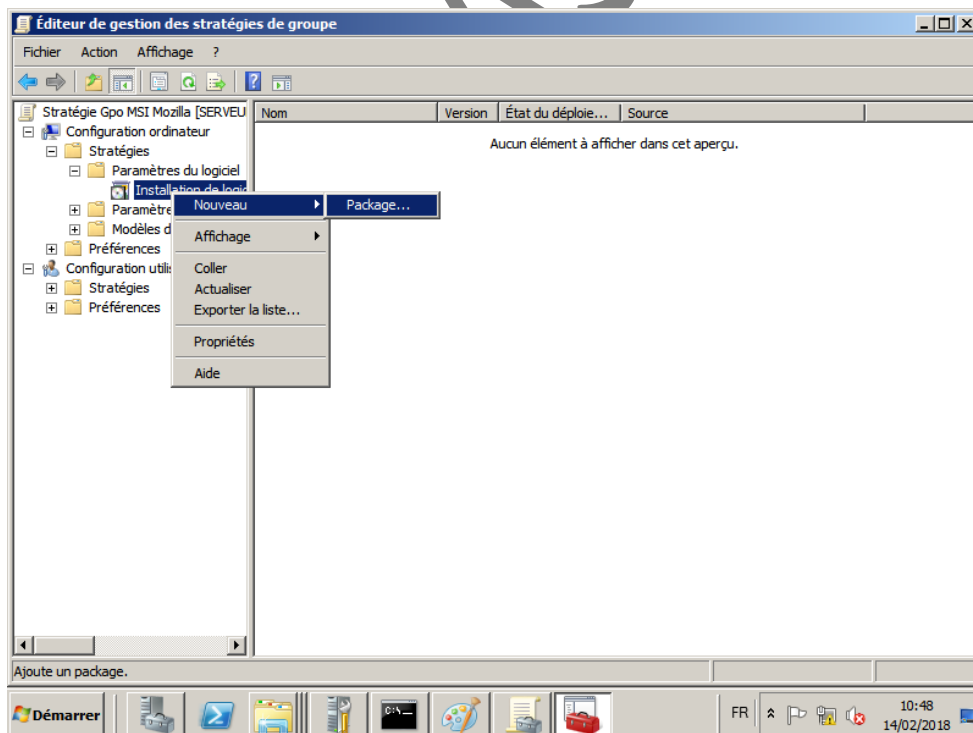 Éditeur de gestion des stratégies de groupe
Fichier Action Affichage ?
Stratégie Gpo MSI Mozilla [SERVEU
Nom Version État du déploie... Source
Configuration ordinateur
Aucun élément à afficher dans cet aperçu.
Stratégies
Paramètres du logiciel
Installation de logic
Nouveau Package...
Paramètre
Modèles d
Affichage
Préférences
Configuration utilis
Coller
Stratégies
Actualiser
Préférences
Exporter la liste...
Propriétés
Aide
Ajoute un package.
Démarrer
C:\
FR
10:48
14/02/2018